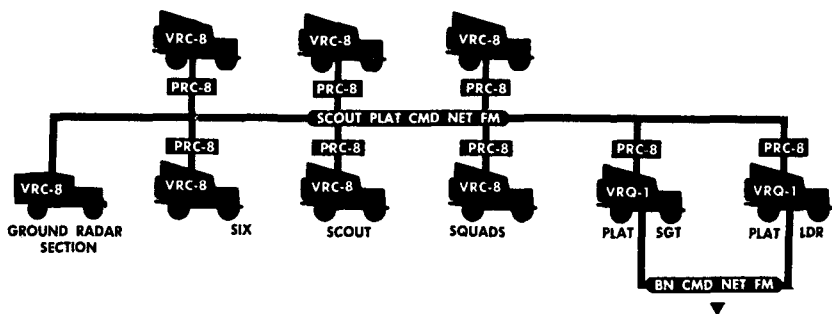 VRC-8 VRC-8 VRC-8
PRC-8 PRC-8 PRC-8
SCOUT PLAT CMD NET FM
PRC-8 PRC-8 PRC-8 PRC-8 PRC-8
VRC-8 VRC-8 VRC-8 VRC-8 VRQ-1 VRQ-1
GROUND RADAR SECTION
SIX SCOUT SQUADS PLAT SGT PLAT LDR
BN CMD NET FM